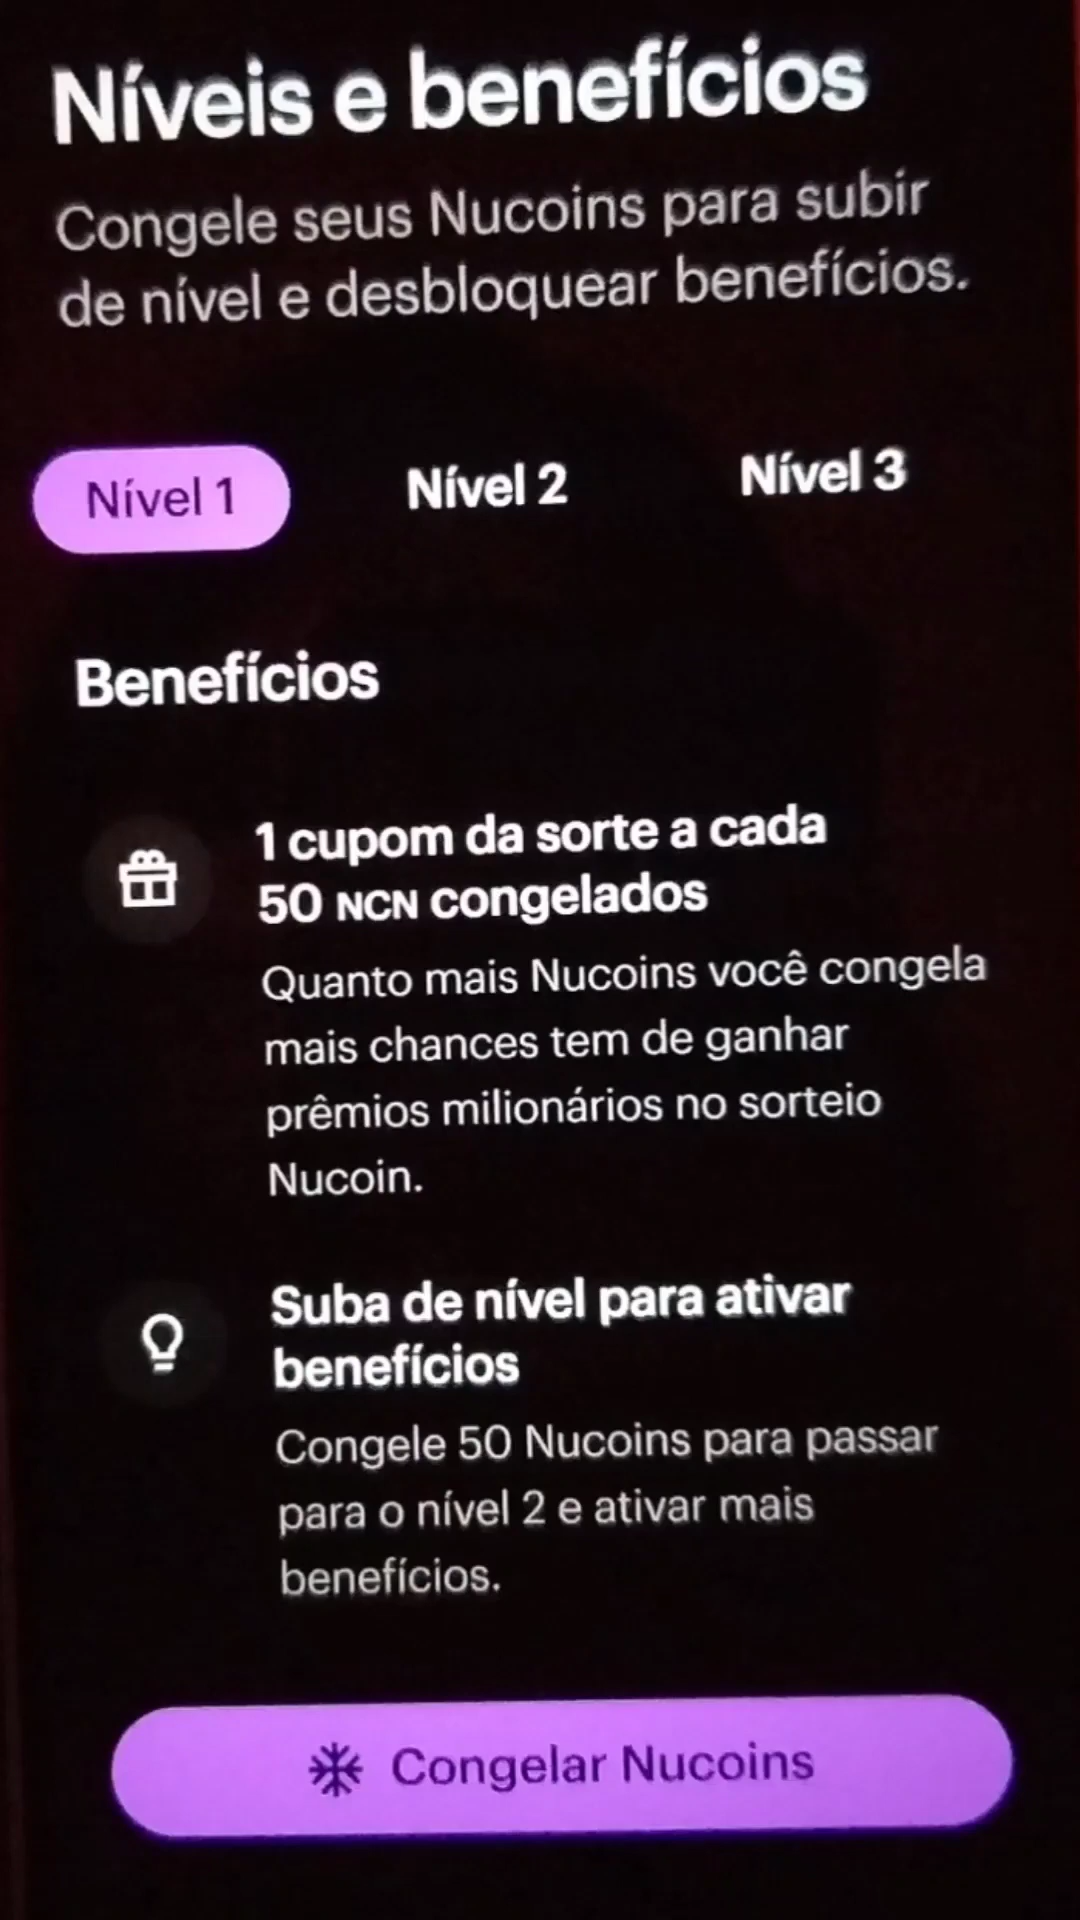 Níveis e benefícios
Congele seus Nucoins para subir
de nível e desbloquear benefícios.
Nível 1
Nível 2
Nível 3
Benefícios
1 cupom da sorte a cada
50 NCN congelados
Quanto mais Nucoins você congela
mais chances tem de ganhar
prêmios milionários no sorteio
Nucoin.
Suba de nível para ativar
benefícios
Congele 50 Nucoins para passar
para o nível 2 e ativar mais
benefícios.
Congelar Nucoins